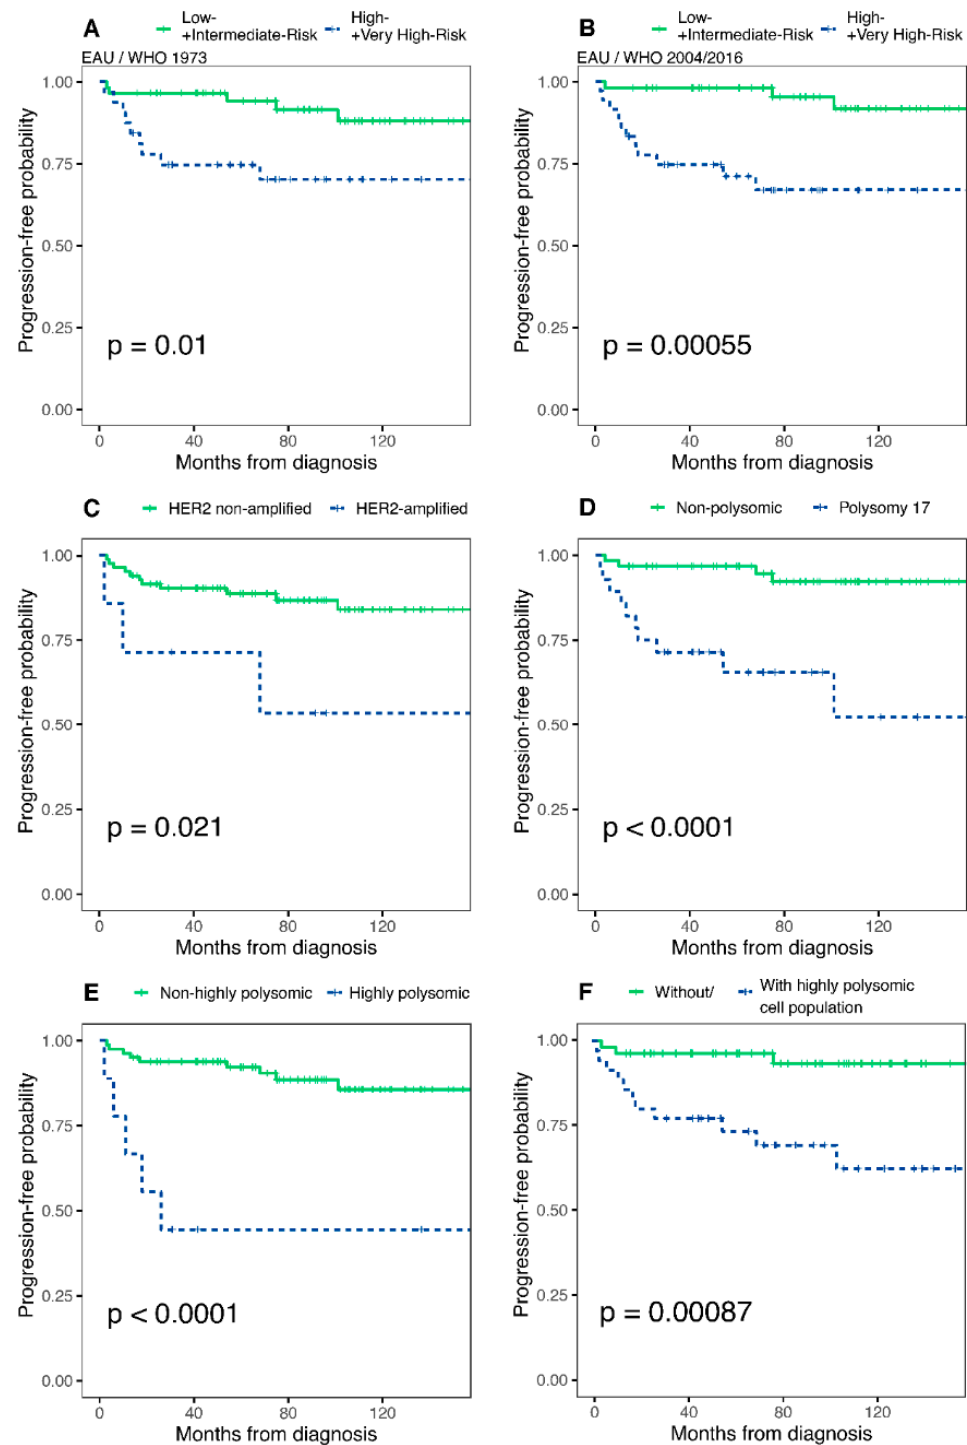 A
Low-
+Intermediate-Risk
High-
+Very High-Risk
EAU / WHO 1973
Progression-free probability
1.00
0.75
0.50
0.25
0.00
p = 0.01
0 40 80 120
Months from diagnosis
B
Low-
+Intermediate-Risk
High-
+Very High-Risk
EAU / WHO 2004/2016
Progression-free probability
1.00
0.75
0.50
0.25
0.00
p = 0.00055
0 40 80 120
Months from diagnosis
C
HER2 non-amplified
HER2-amplified
Progression-free probability
1.00
0.75
0.50
0.25
0.00
p = 0.021
0 40 80 120
Months from diagnosis
D
Non-polysomic
Polysomy 17
Progression-free probability
1.00
0.75
0.50
0.25
0.00
p < 0.0001
0 40 80 120
Months from diagnosis
E
Non-highly polysomic
Highly polysomic
Progression-free probability
1.00
0.75
0.50
0.25
0.00
p < 0.0001
0 40 80 120
Months from diagnosis
F
Without/
With highly polysomic
cell population
Progression-free probability
1.00
0.75
0.50
0.25
0.00
p = 0.00087
0 40 80 120
Months from diagnosis